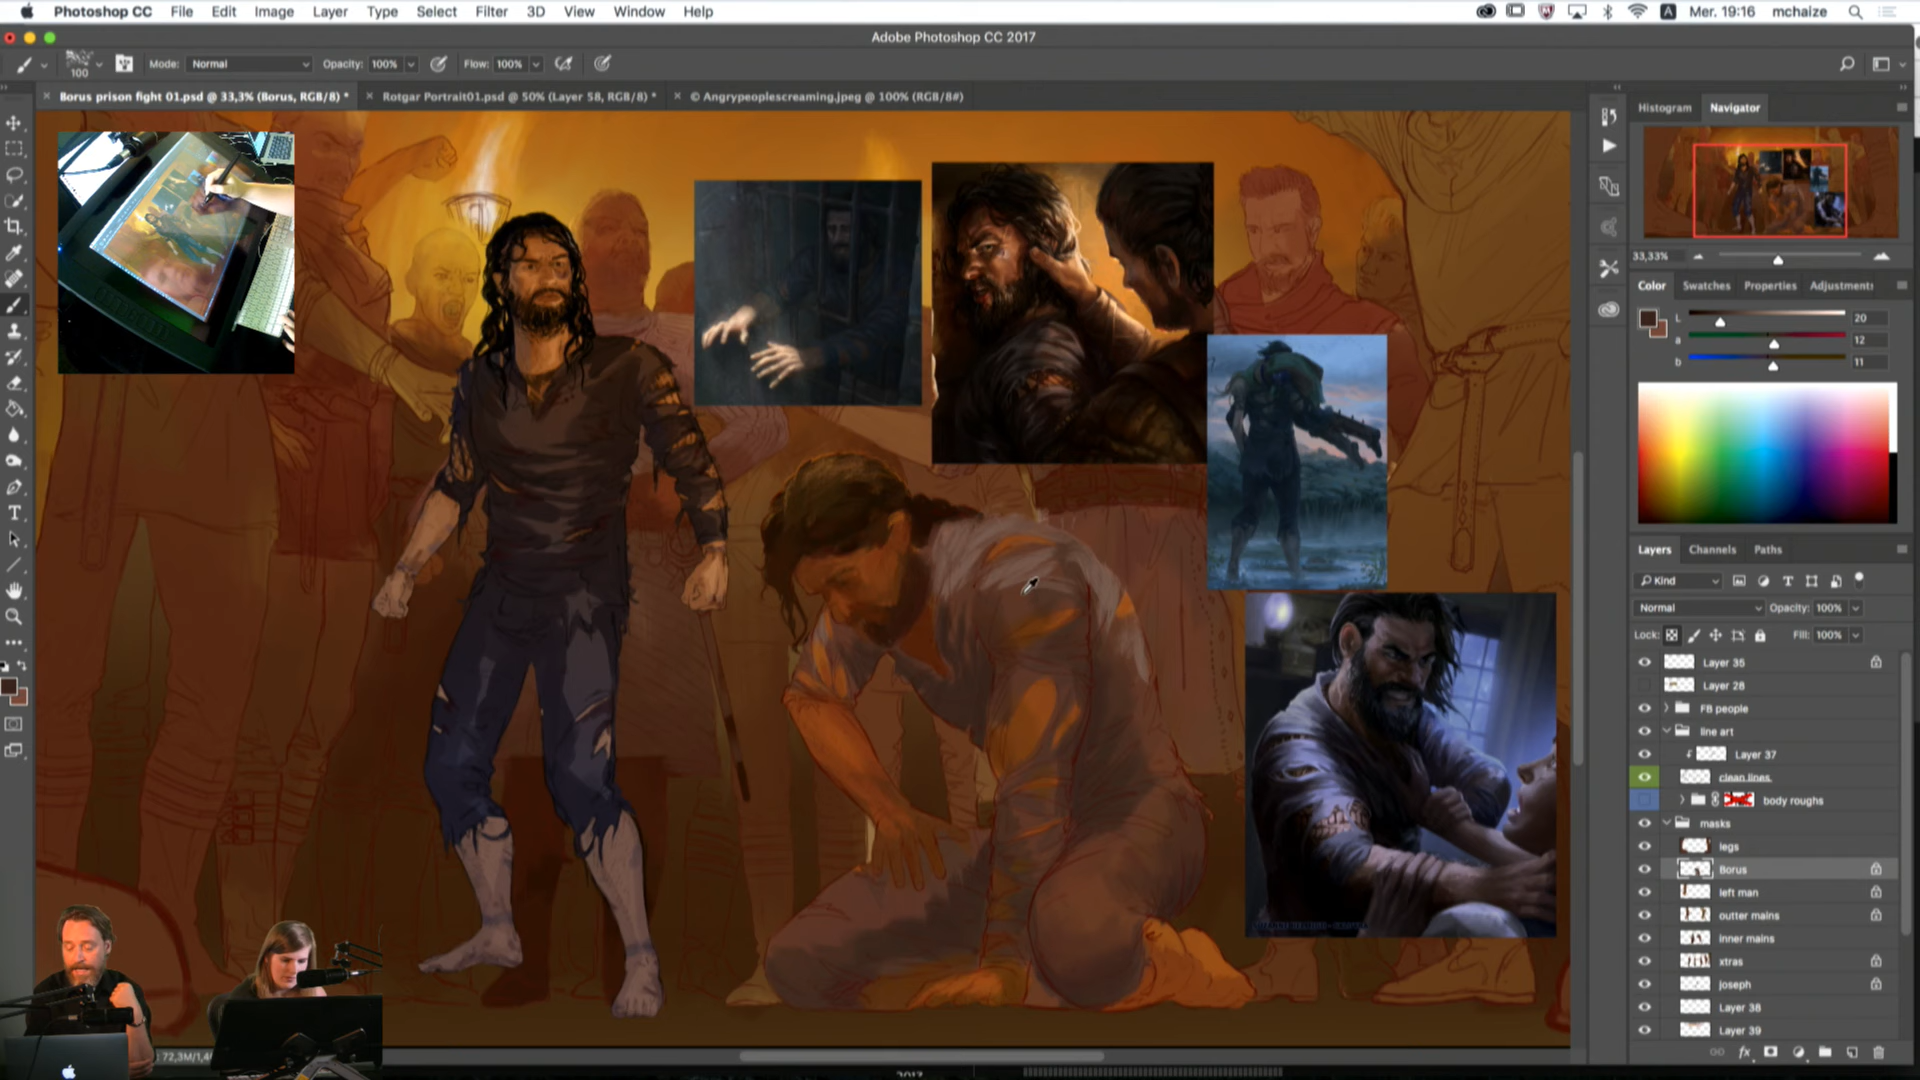 Photoshop CC File Edit Image Layer Type Select Filter 3D View Window Help
A Mer. 19:16 mchaize
Adobe Photoshop CC 2017
100 Mode: Normal Opacity: 100% Flow: 100%
× Borus prison fight 01.psd @ 33,3% (Borus, RGB/8) *
× Rotgar Portrait01.psd @ 50% (Layer 58, RGB/8) *
× © Angrypeoplescreaming.jpeg @ 100% (RGB/8#)
Histogram Navigator
33,33%
Color Swatches Properties Adjustments
L 20
a 12
b 11
Layers Channels Paths
Kind
Normal Opacity: 100%
Lock: Fill: 100%
Layer 35
Layer 28
FB people
line art
Layer 37
clean lines
body roughs
masks
legs
Borus
left man
outer mains
inner mains
xtras
joseph
Layer 38
Layer 39
fx
T
2017